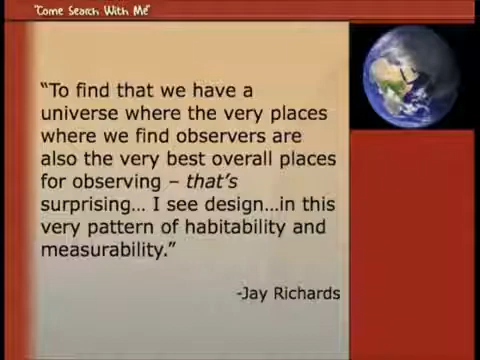 "Come Search With Me"
“To find that we have a
universe where the very places
where we find observers are
also the very best overall places
for observing – that’s
surprising… I see design…in this
very pattern of habitability and
measurability.”
-Jay Richards